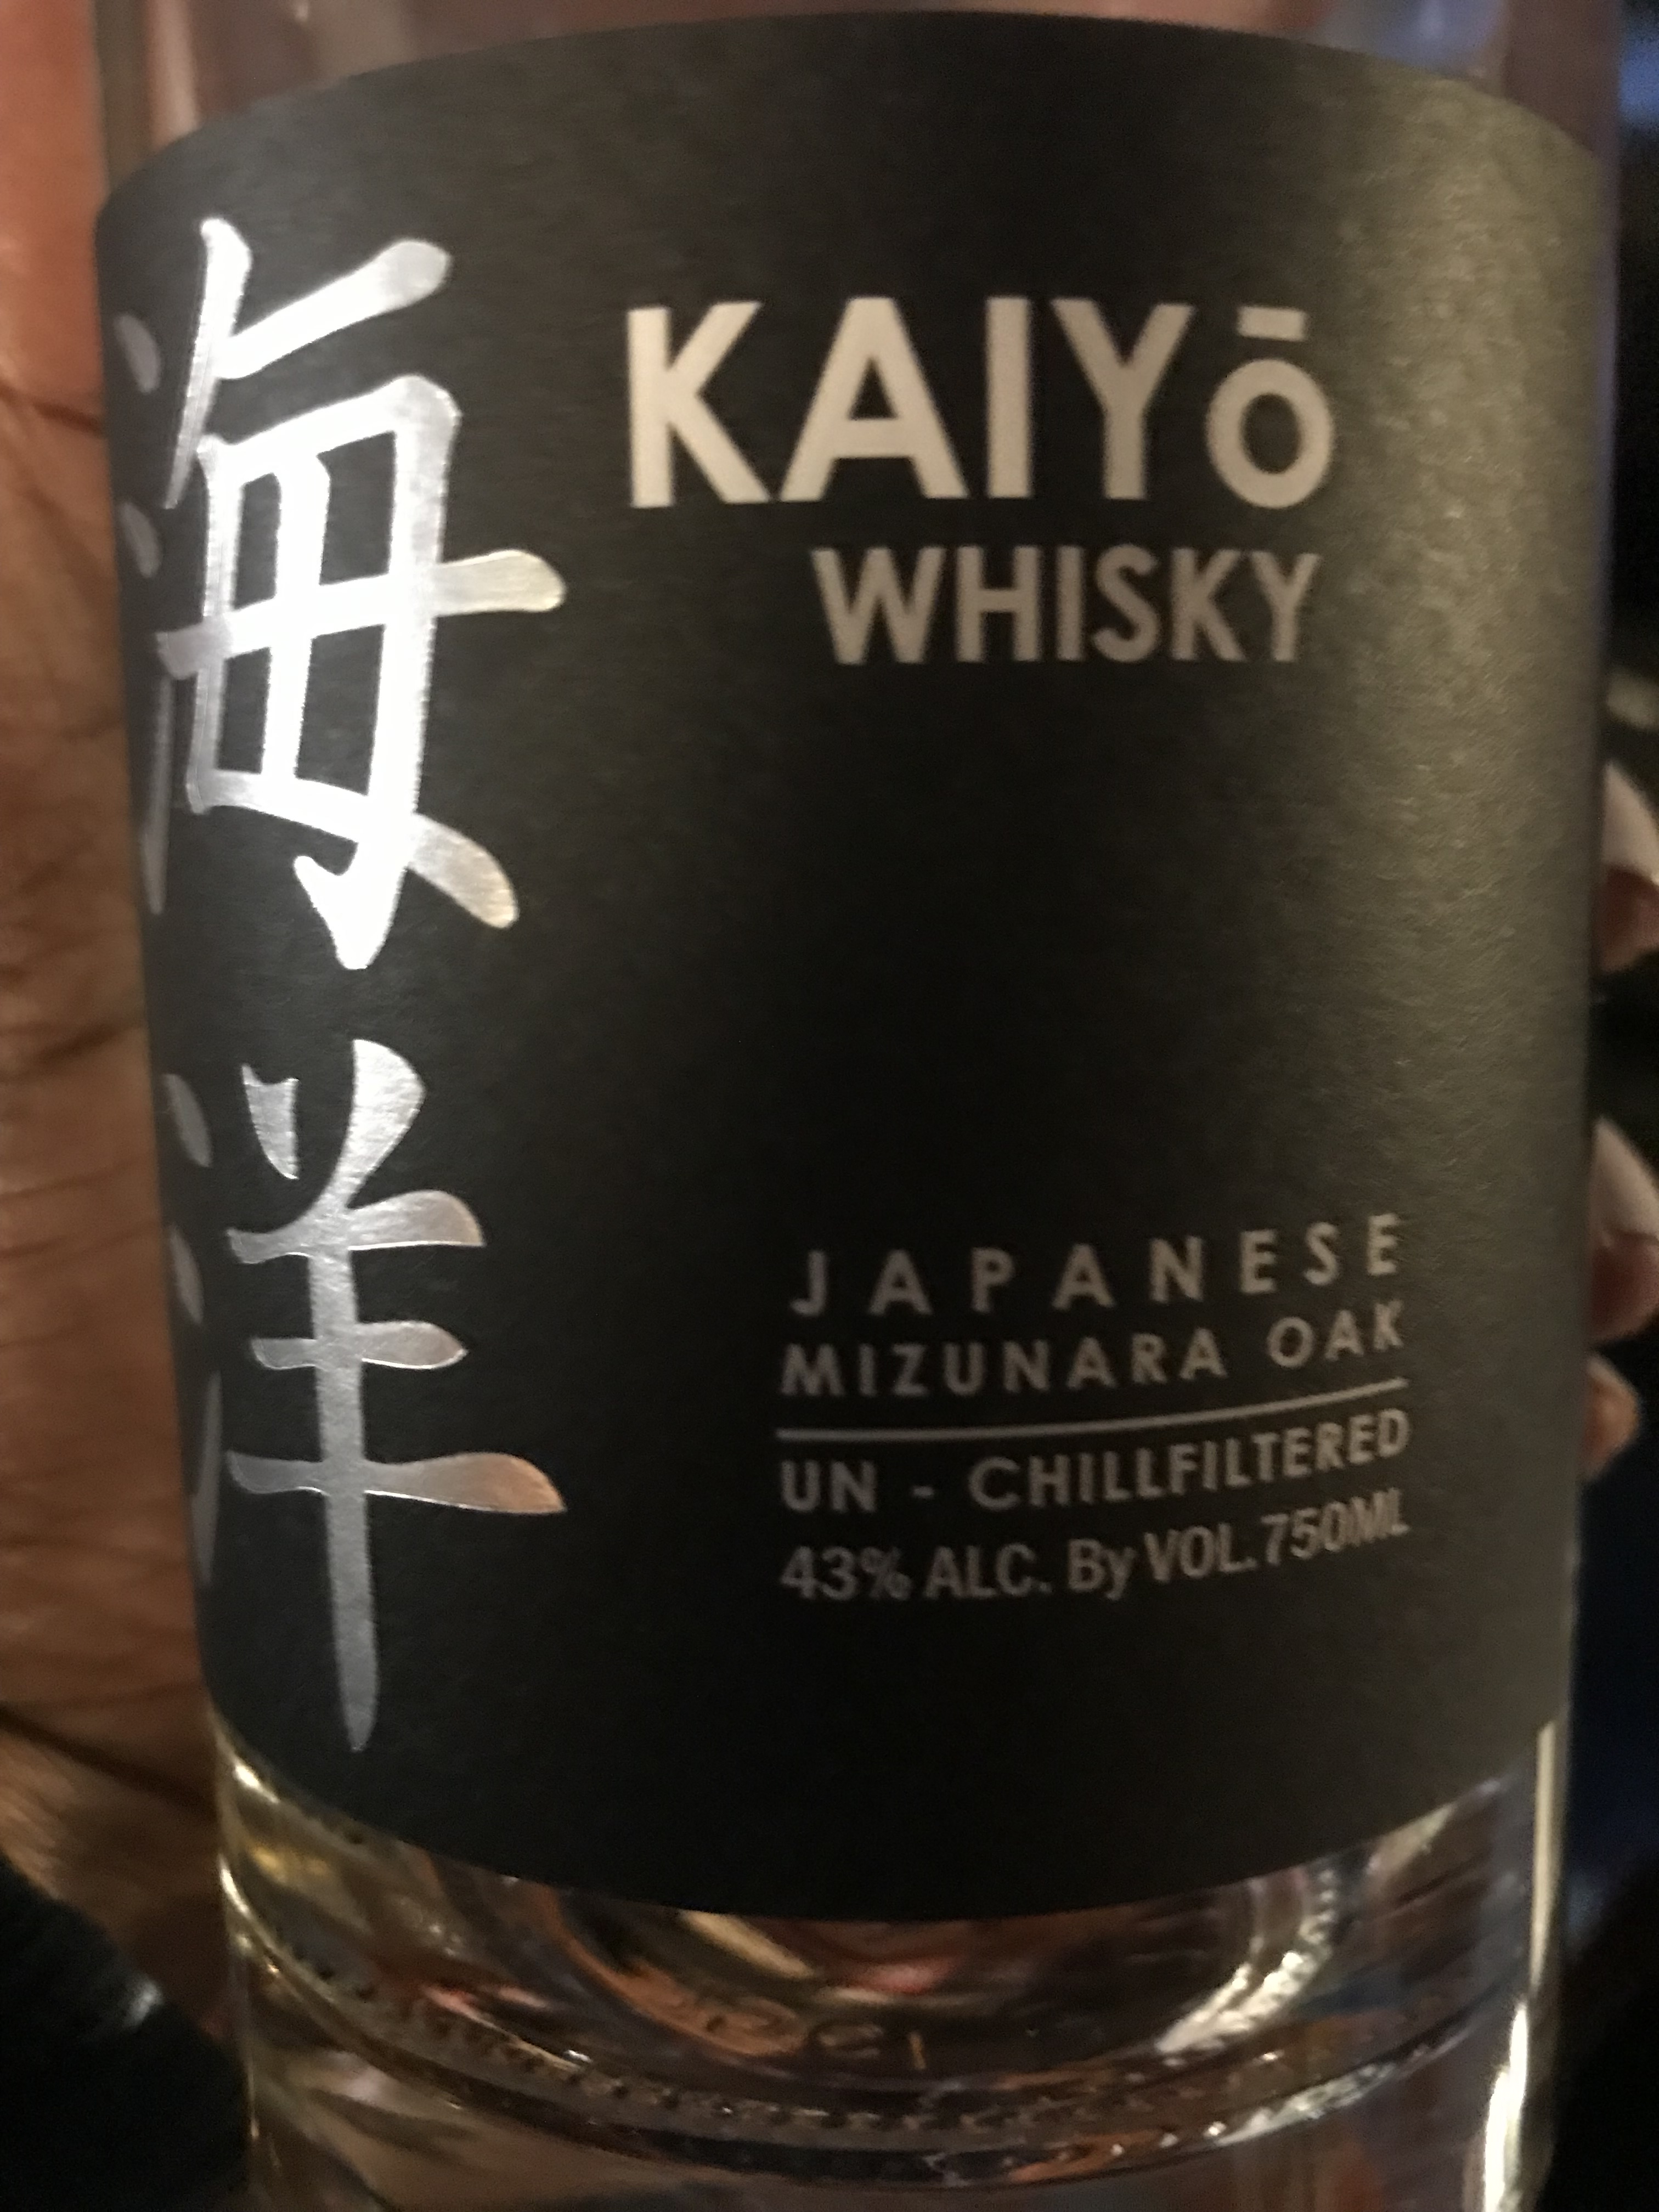 海洋
KAIYō
WHISKY
JAPANESE
MIZUNARA OAK
UN - CHILLFILTERED
43% ALC. By VOL. 750ML